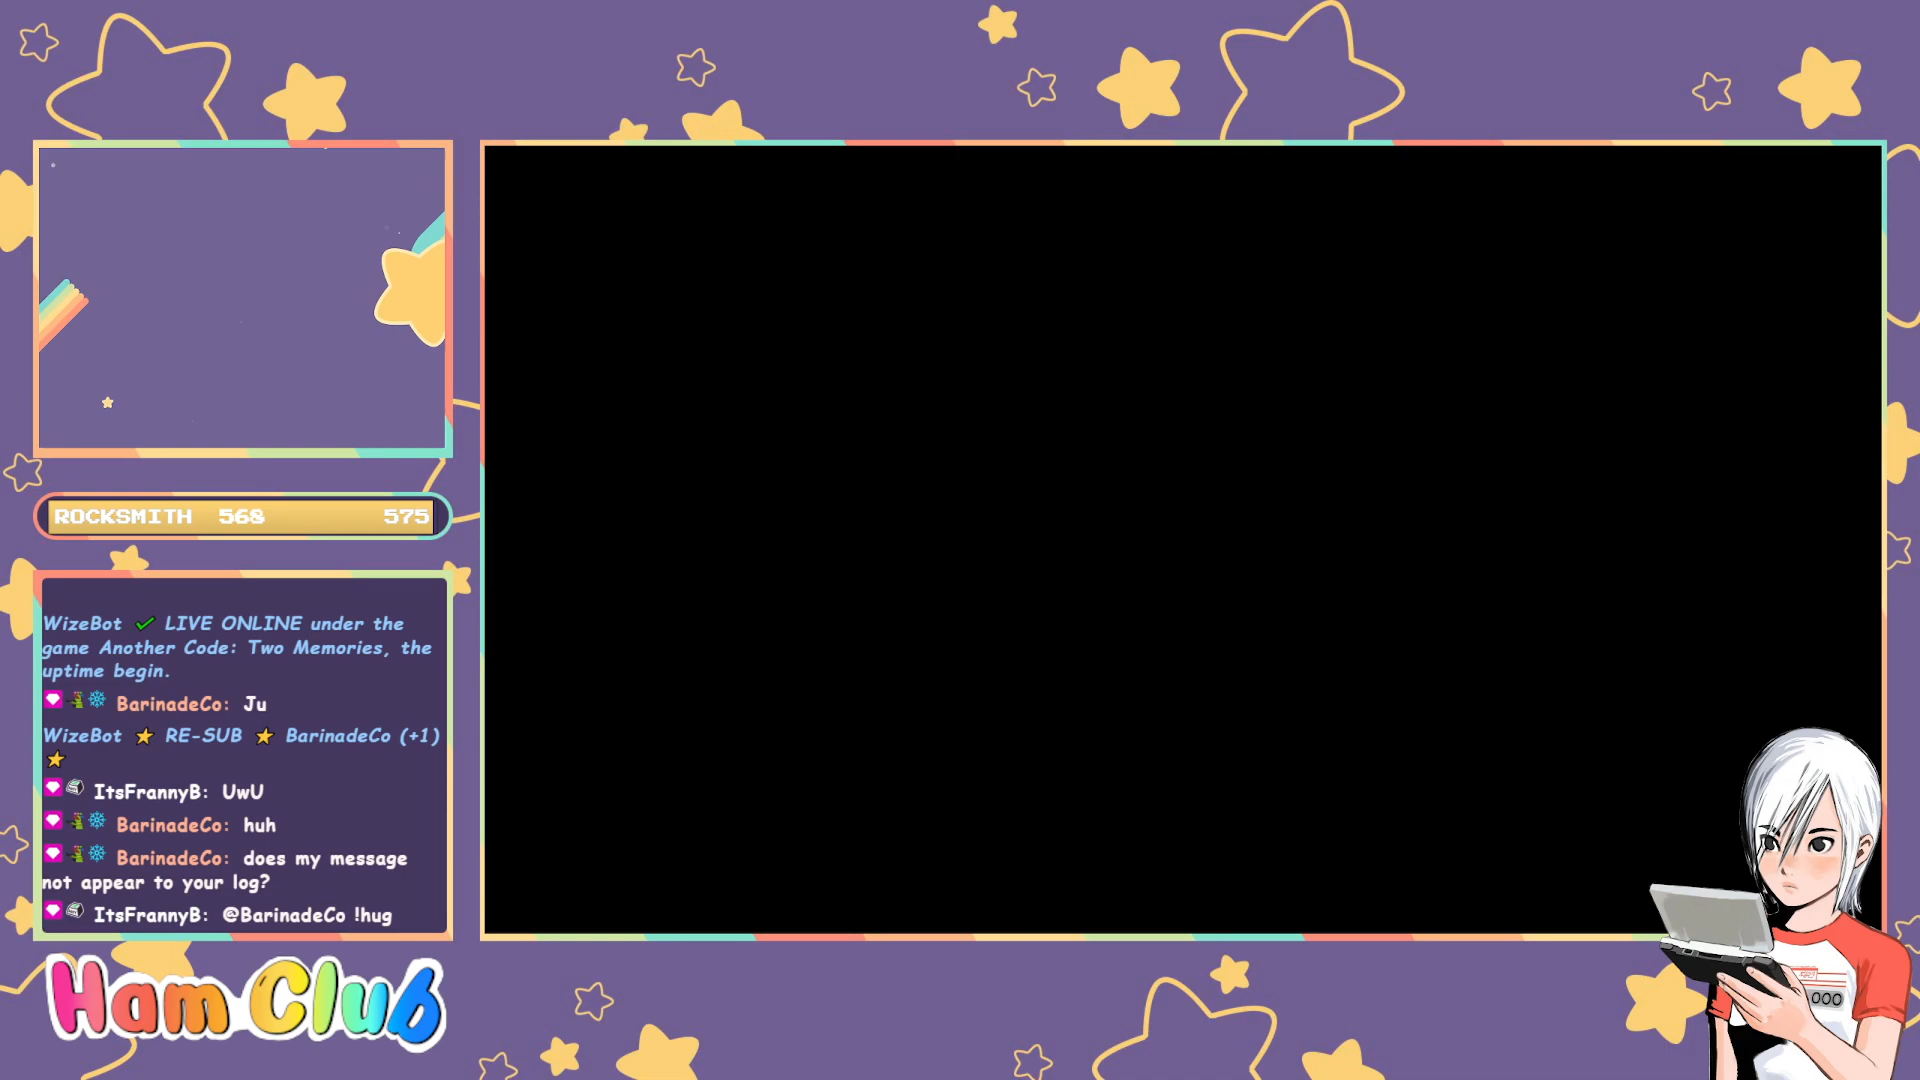 ROCKSMITH 568 575
WizeBot ✔ LIVE ONLINE under the
game Another Code: Two Memories, the
uptime begin.
BarinadeCo: Ju
WizeBot ⭐ RE-SUB ⭐ BarinadeCo (+1)
⭐
ItsFrannyB: UwU
BarinadeCo: huh
BarinadeCo: does my message
not appear to your log?
ItsFrannyB: @BarinadeCo !hug
Ham Club